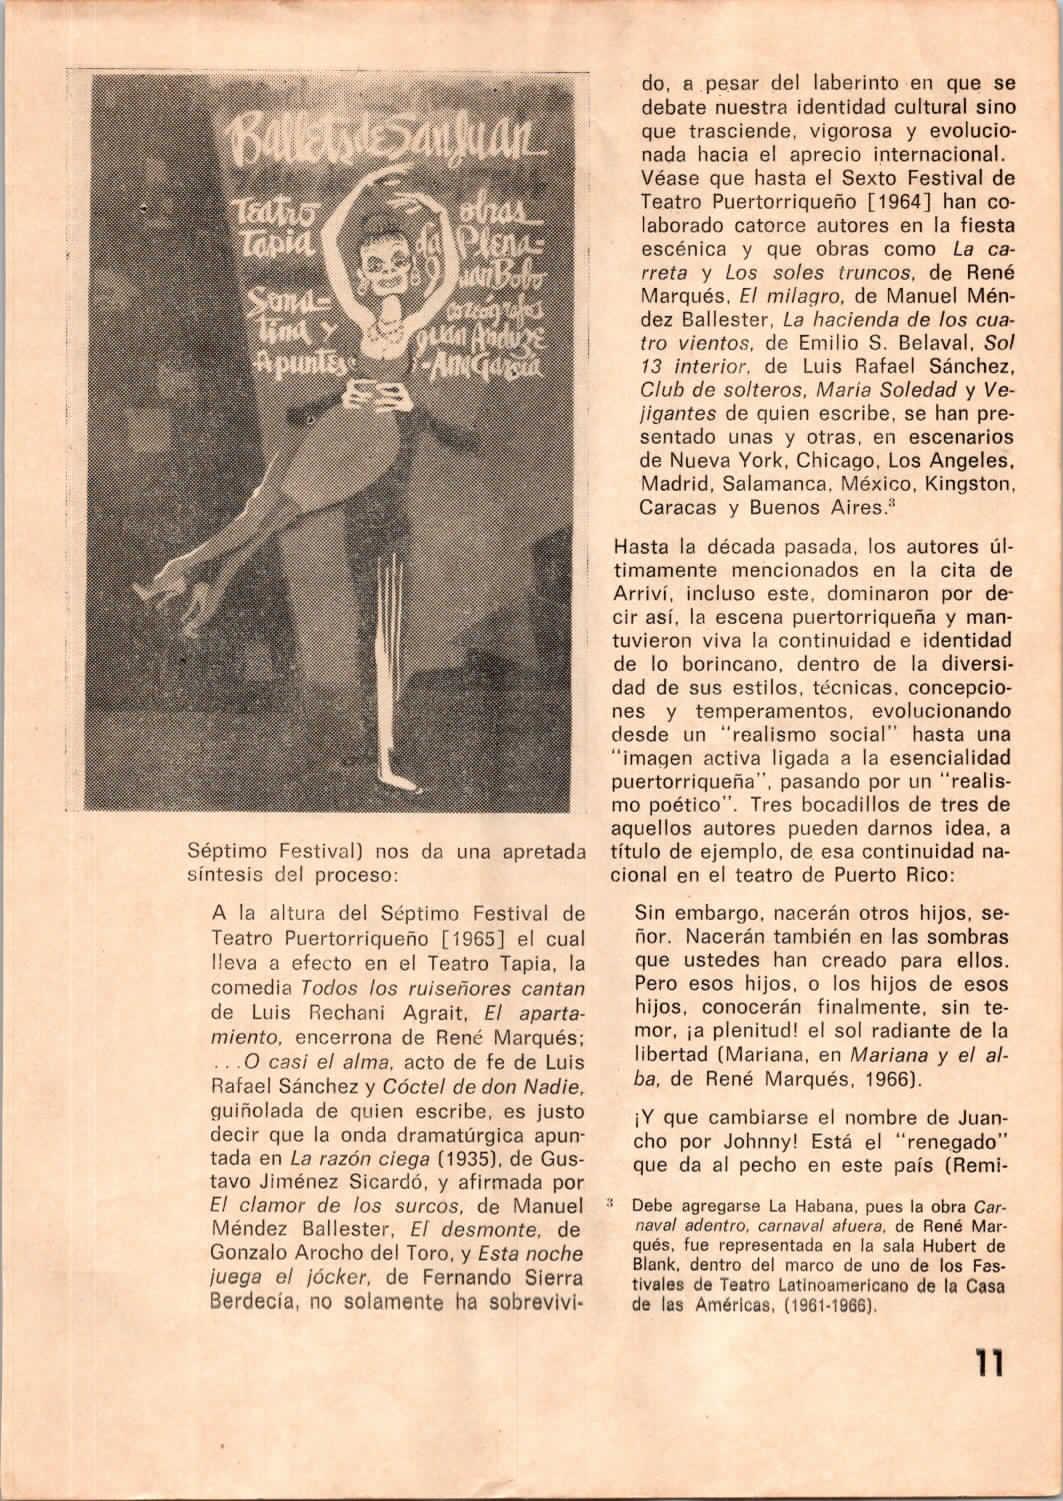 Ballets de San Juan
Teatro
Tapia
Sona-
tina y
Apuntes
obras
La Plena-
Juan Bobo
coreógrafos
Juan Anduze
-Ana García
Séptimo Festival) nos da una apretada
síntesis del proceso:
A la altura del Séptimo Festival de
Teatro Puertorriqueño [1965] el cual
lleva a efecto en el Teatro Tapia, la
comedia Todos los ruiseñores cantan
de Luis Rechani Agrait, El aparta-
miento, encerrona de René Marqués;
...O casi el alma, acto de fe de Luis
Rafael Sánchez y Cóctel de don Nadie,
guiñolada de quien escribe, es justo
decir que la onda dramatúrgica apun-
tada en La razón ciega (1935), de Gus-
tavo Jiménez Sicardó, y afirmada por
El clamor de los surcos, de Manuel
Méndez Ballester, El desmonte, de
Gonzalo Arocho del Toro, y Esta noche
juega el jócker, de Fernando Sierra
Berdecía, no solamente ha sobrevivi-
do, a pesar del laberinto en que se
debate nuestra identidad cultural sino
que trasciende, vigorosa y evolucio-
nada hacia el aprecio internacional.
Véase que hasta el Sexto Festival de
Teatro Puertorriqueño [1964] han co-
laborado catorce autores en la fiesta
escénica y que obras como La ca-
rreta y Los soles truncos, de René
Marqués, El milagro, de Manuel Mén-
dez Ballester, La hacienda de los cua-
tro vientos, de Emilio S. Belaval, Sol
13 interior, de Luis Rafael Sánchez,
Club de solteros, María Soledad y Ve-
jigantes de quien escribe, se han pre-
sentado unas y otras, en escenarios
de Nueva York, Chicago, Los Angeles,
Madrid, Salamanca, México, Kingston,
Caracas y Buenos Aires.³
Hasta la década pasada, los autores úl-
timamente mencionados en la cita de
Arriví, incluso este, dominaron por de-
cir así, la escena puertorriqueña y man-
tuvieron viva la continuidad e identidad
de lo borincano, dentro de la diversi-
dad de sus estilos, técnicas, concepcio-
nes y temperamentos, evolucionando
desde un "realismo social" hasta una
"imagen activa ligada a la esencialidad
puertorriqueña", pasando por un "realis-
mo poético". Tres bocadillos de tres de
aquellos autores pueden darnos idea, a
título de ejemplo, de esa continuidad na-
cional en el teatro de Puerto Rico:
Sin embargo, nacerán otros hijos, se-
ñor. Nacerán también en las sombras
que ustedes han creado para ellos.
Pero esos hijos, o los hijos de esos
hijos, conocerán finalmente, sin te-
mor, ¡a plenitud! el sol radiante de la
libertad (Mariana, en Mariana y el al-
ba, de René Marqués, 1966).
¡Y que cambiarse el nombre de Juan-
cho por Johnny! Está el "renegado"
que da al pecho en este país (Remi-
³ Debe agregarse La Habana, pues la obra Car-
naval adentro, carnaval afuera, de René Mar-
qués, fue representada en la sala Hubert de
Blank, dentro del marco de uno de los Fes-
tivales de Teatro Latinoamericano de la Casa
de las Américas, (1961-1966).
11